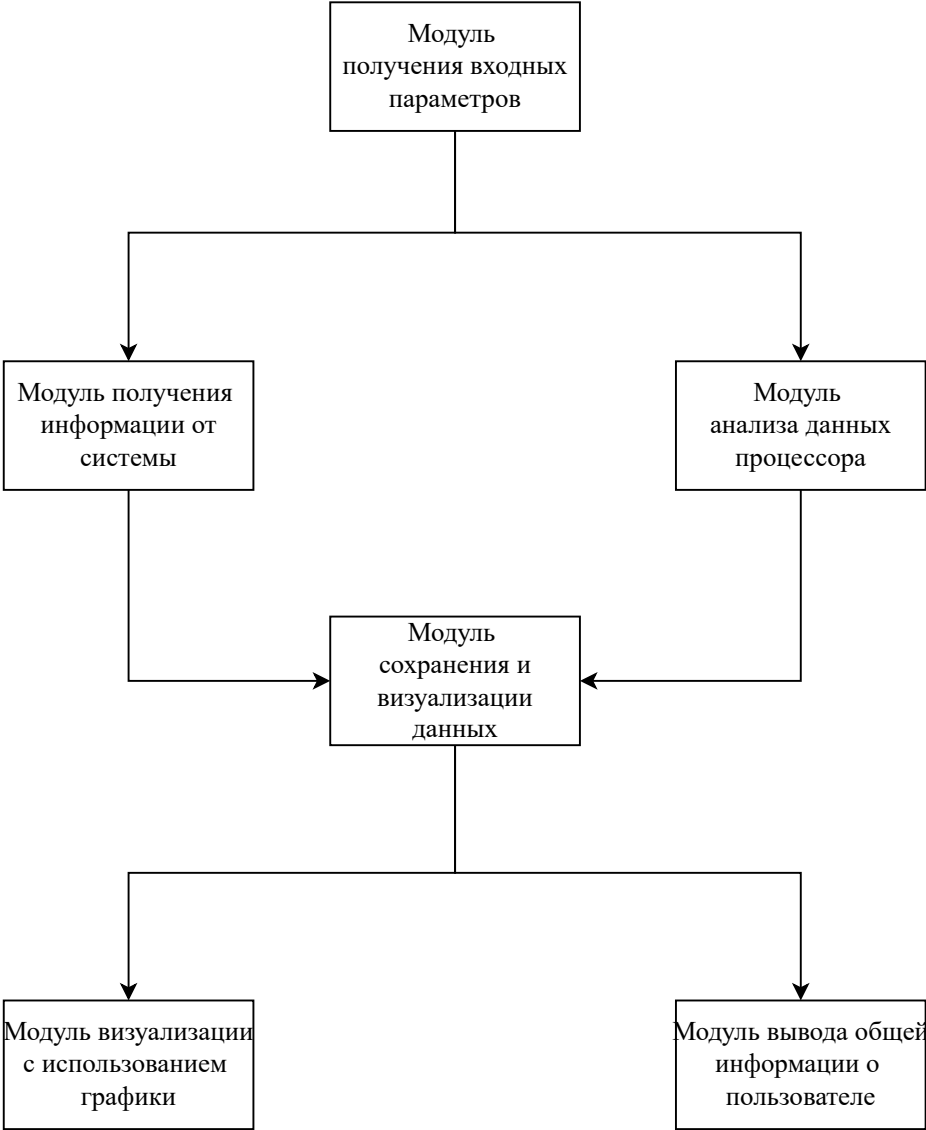 Модуль
получения входных
параметров
Модуль получения
информации от
системы
Модуль
анализа данных
процессора
Модуль
сохранения и
визуализации
данных
Модуль визуализации
с использованием
графики
Модуль вывода общей
информации о
пользователе